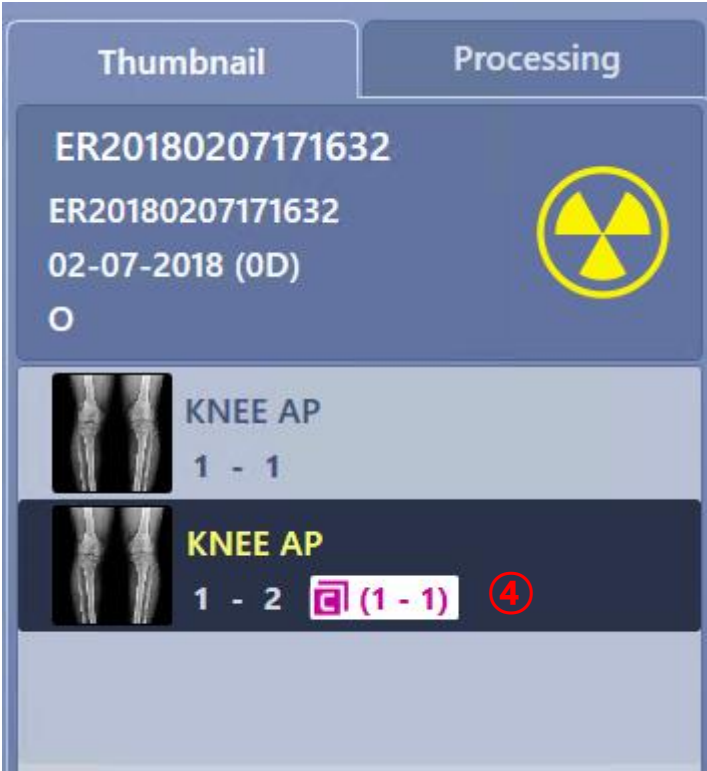 Thumbnail
Processing
ER20180207171632
ER20180207171632
02-07-2018 (0D)
O
KNEE AP
1 - 1
KNEE AP
1 - 2 C (1 - 1) ④